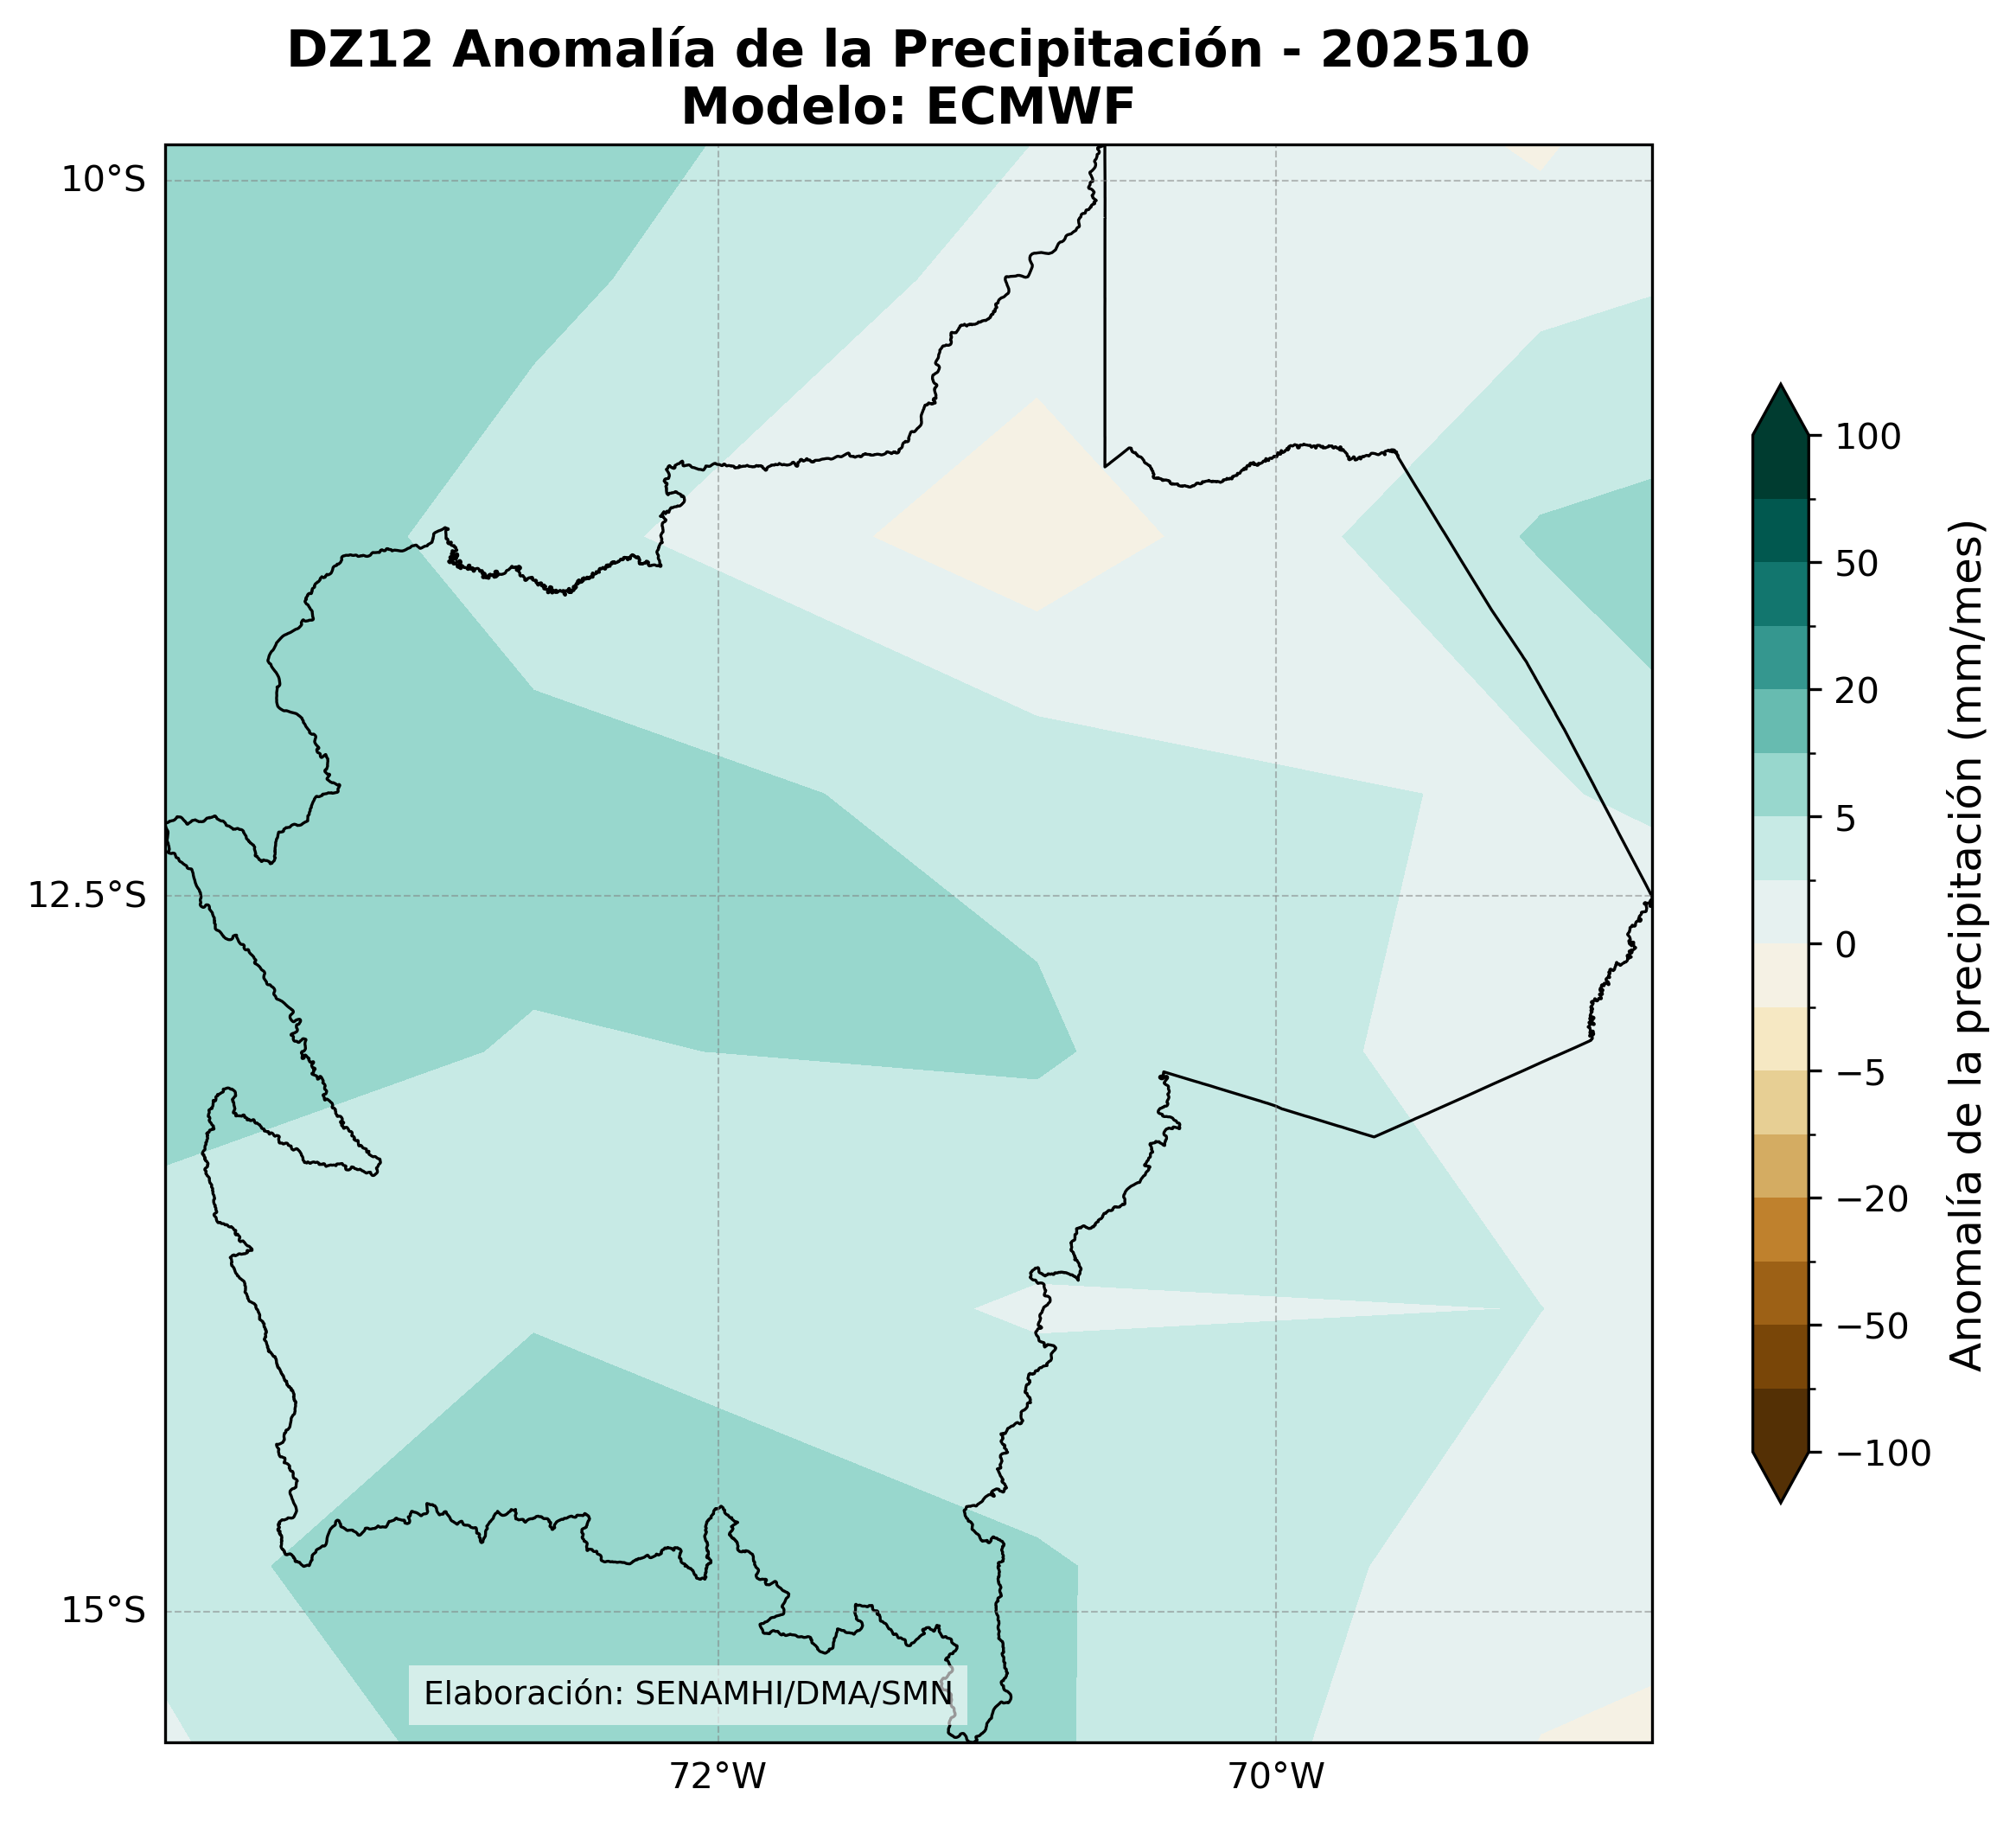 DZ12 Anomalía de la Precipitación - 202510
Modelo: ECMWF
10°S
12.5°S
15°S
72°W
70°W
Elaboración: SENAMHI/DMA/SMN
100
50
20
5
0
−5
−20
−50
−100
Anomalía de la precipitación (mm/mes)